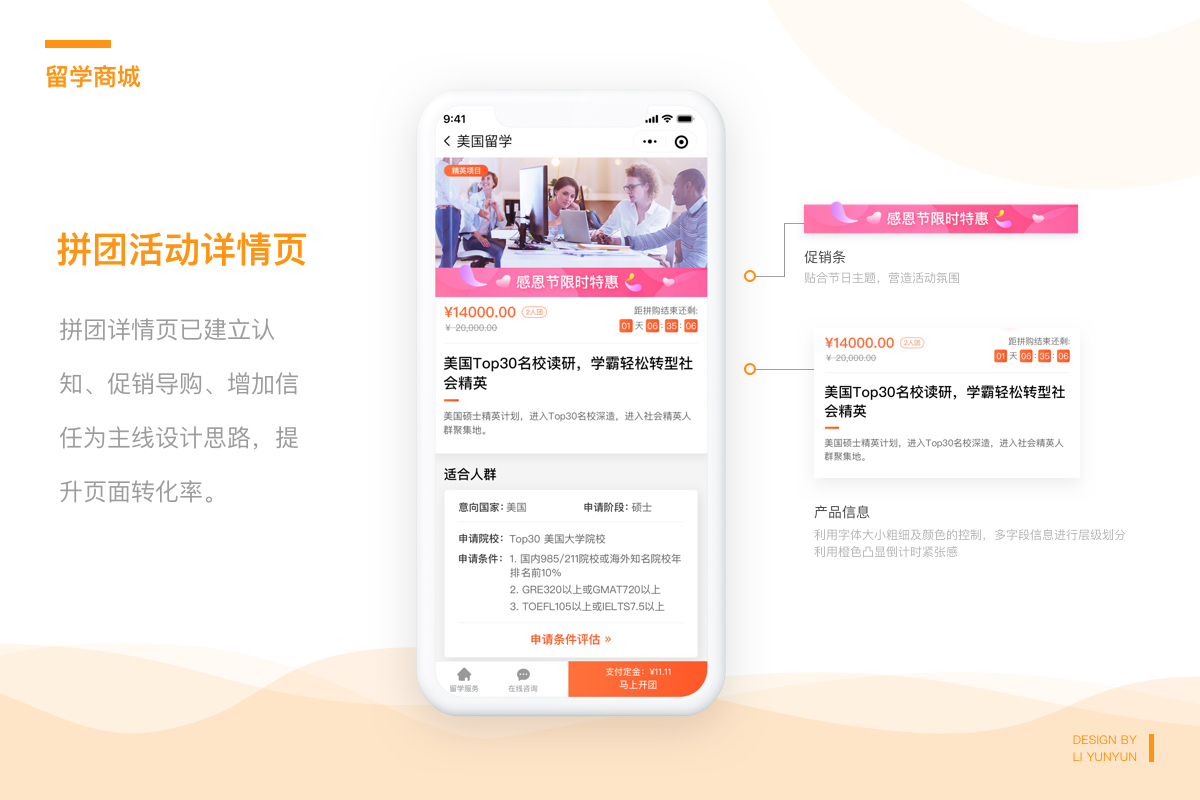 留学商城
拼团活动详情页
拼团详情页已建立认
知、促销导购、增加信
任为主线设计思路，提
升页面转化率。
9:41
美国留学
精英项目
感恩节限时特惠
¥14000.00 2人团
¥ 20,000.00
距拼购结束还剩:
01 天 06 : 35 : 06
美国Top30名校读研，学霸轻松转型社
会精英
美国硕士精英计划，进入Top30名校深造，进入社会精英人
群聚集地。
适合人群
意向国家: 美国 申请阶段: 硕士
申请院校: Top30 美国大学院校
申请条件: 1. 国内985/211院校或海外知名院校年
排名前10%
2. GRE320以上或GMAT720以上
3. TOEFL105以上或IELTS7.5以上
申请条件评估 »
留学服务
在线咨询
支付定金: ¥11.11
马上开团
感恩节限时特惠
促销条
贴合节日主题，营造活动氛围
¥14000.00 2人团
¥ 20,000.00
距拼购结束还剩:
01 天 06 : 35 : 06
美国Top30名校读研，学霸轻松转型社
会精英
美国硕士精英计划，进入Top30名校深造，进入社会精英人
群聚集地。
产品信息
利用字体大小粗细及颜色的控制，多字段信息进行层级划分
利用橙色凸显倒计时紧张感
DESIGN BY
LI YUNYUN